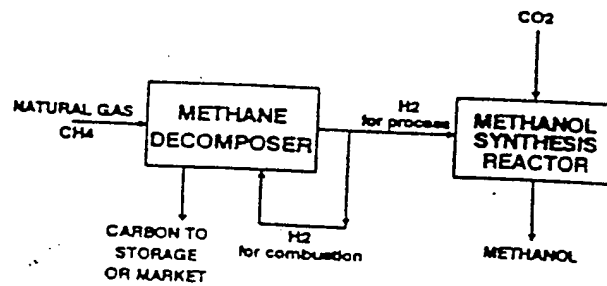 CO2
NATURAL GAS
CH4
METHANE
DECOMPOSER
H2
for process
METHANOL
SYNTHESIS
REACTOR
CARBON TO
STORAGE
OR MARKET
H2
for combustion
METHANOL